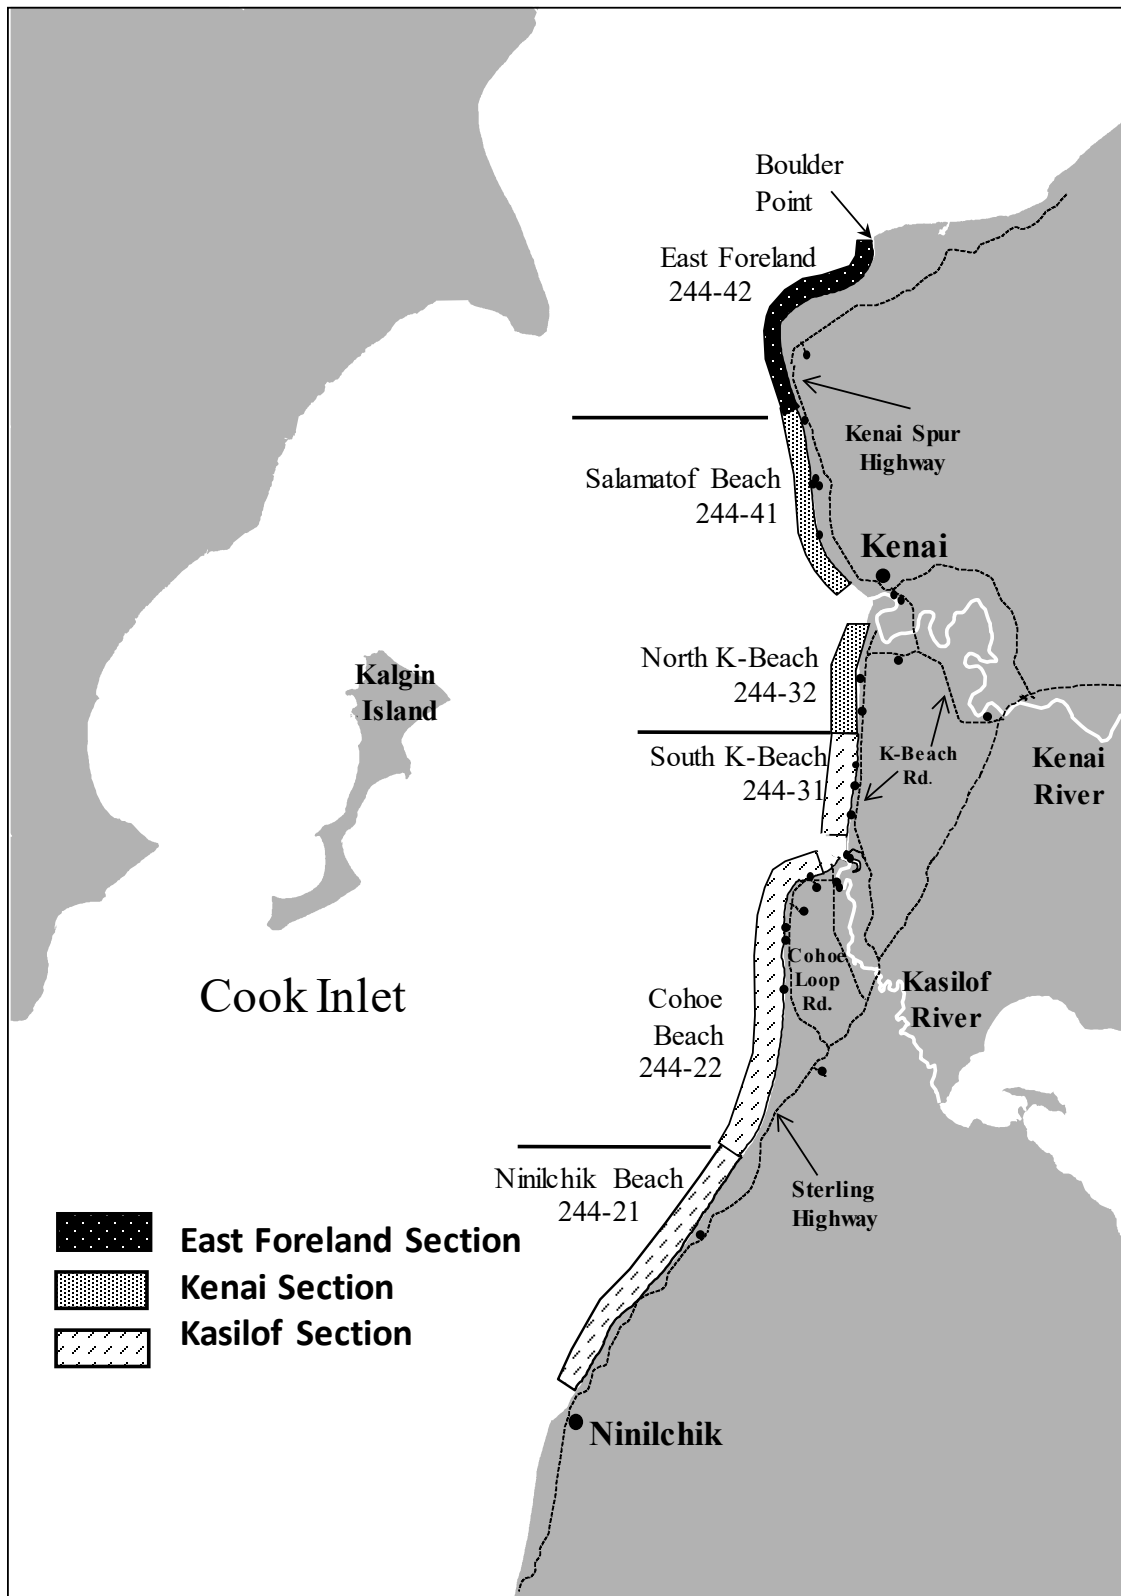 Boulder
Point
East Foreland
244-42
Kenai Spur
Highway
Salamatof Beach
244-41
Kenai
North K-Beach
244-32
Kalgin
Island
South K-Beach
244-31
K-Beach
Rd.
Kenai
River
Cohoe
Loop
Rd.
Kasilof
River
Cook Inlet
Cohoe
Beach
244-22
Ninilchik Beach
244-21
Sterling
Highway
East Foreland Section
Kenai Section
Kasilof Section
Ninilchik